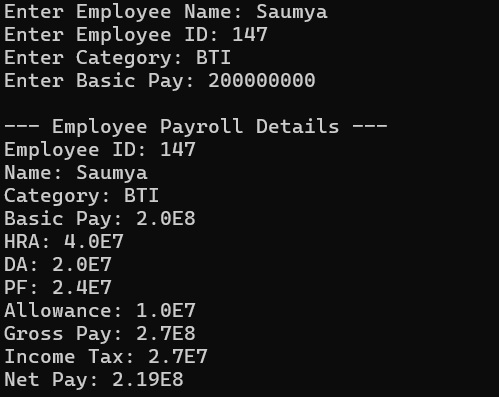 Enter Employee Name: Saumya
Enter Employee ID: 147
Enter Category: BTI
Enter Basic Pay: 200000000
--- Employee Payroll Details ---
Employee ID: 147
Name: Saumya
Category: BTI
Basic Pay: 2.0E8
HRA: 4.0E7
DA: 2.0E7
PF: 2.4E7
Allowance: 1.0E7
Gross Pay: 2.7E8
Income Tax: 2.7E7
Net Pay: 2.19E8